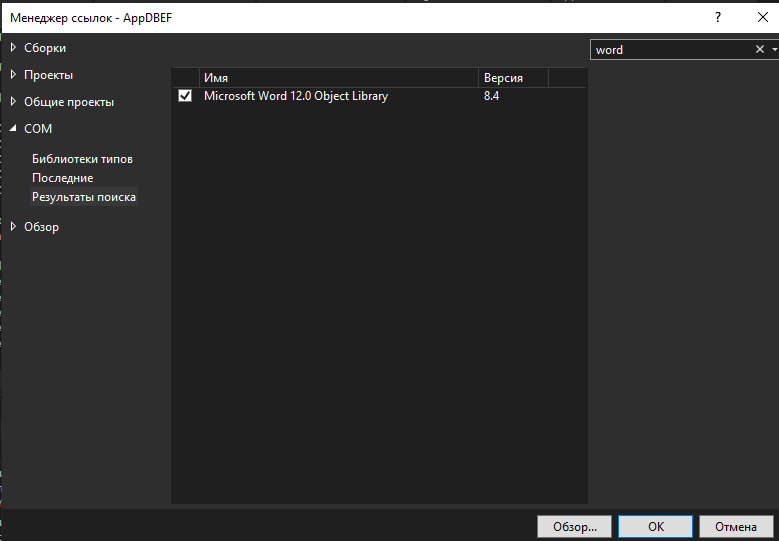 Менеджер ссылок - AppDBEF
?
Сборки
Проекты
Общие проекты
COM
Библиотеки типов
Последние
Результаты поиска
Обзор
Имя Версия
Microsoft Word 12.0 Object Library 8.4
word
Обзор... ОК Отмена